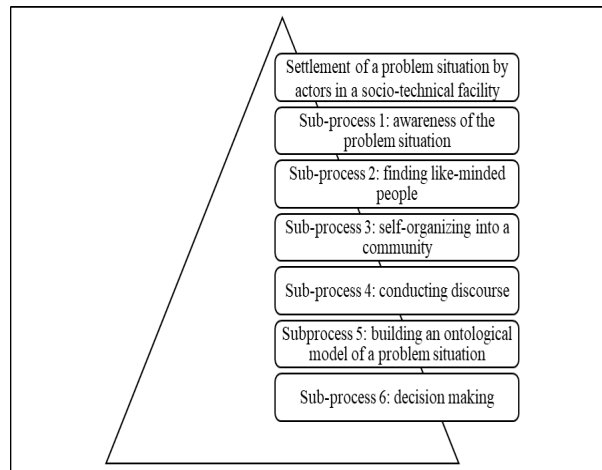 Settlement of a problem situation by
actors in a socio-technical facility
Sub-process 1: awareness of the
problem situation
Sub-process 2: finding like-minded
people
Sub-process 3: self-organizing into a
community
Sub-process 4: conducting discourse
Subprocess 5: building an ontological
model of a problem situation
Sub-process 6: decision making